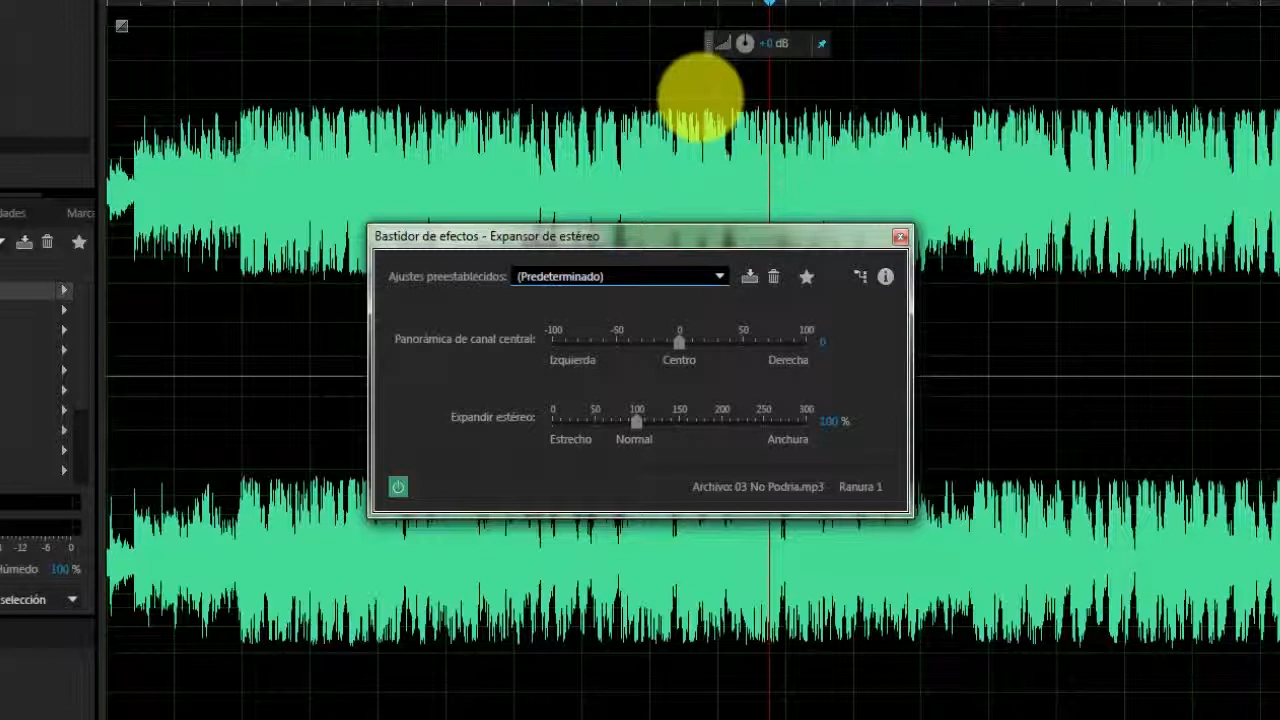 +0 dB
dades Marca
Bastidor de efectos - Expansor de estéreo
Ajustes preestablecidos: (Predeterminado)
Panorámica de canal central:
-100 -50 0 50 100
0
Izquierda Centro Derecha
Expandir estéreo:
0 50 100 150 200 250 300
100 %
Estrecho Normal Anchura
Archivo: 03 No Podria.mp3 Ranura 1
-12 -6 0
Húmedo 100 %
selección